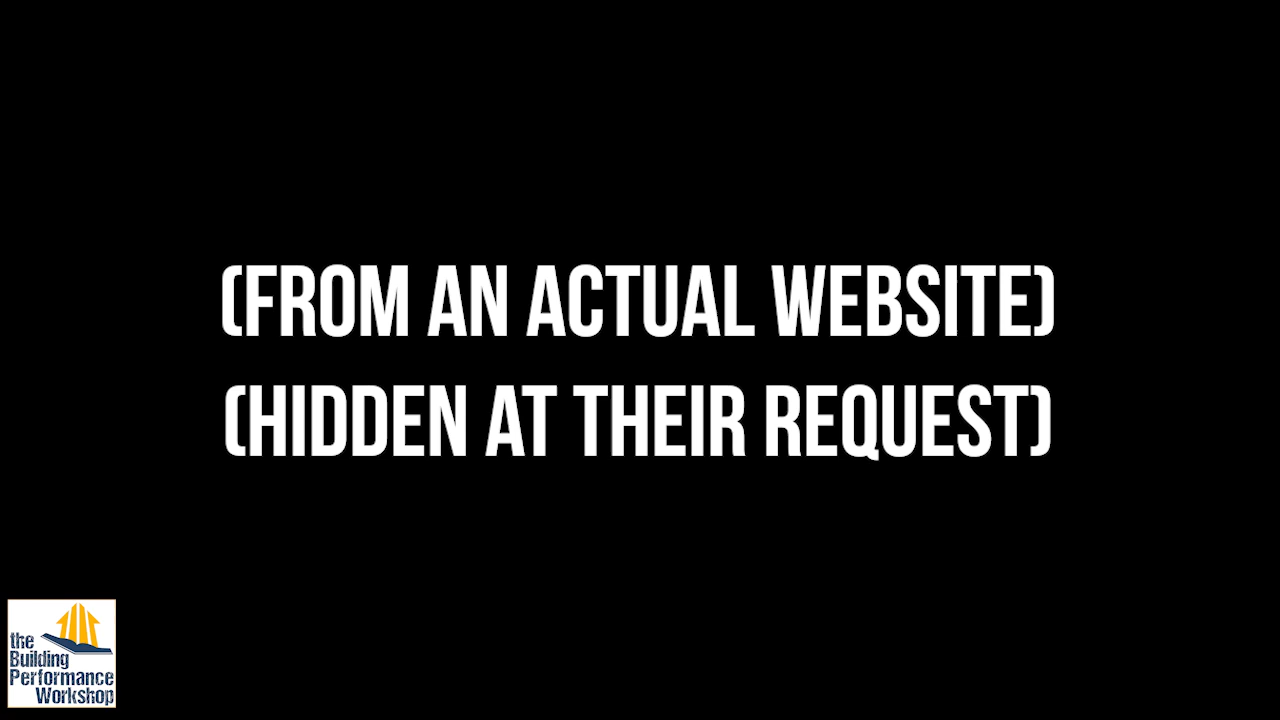 (FROM AN ACTUAL WEBSITE)
(HIDDEN AT THEIR REQUEST)
the
Building
Performance
Workshop